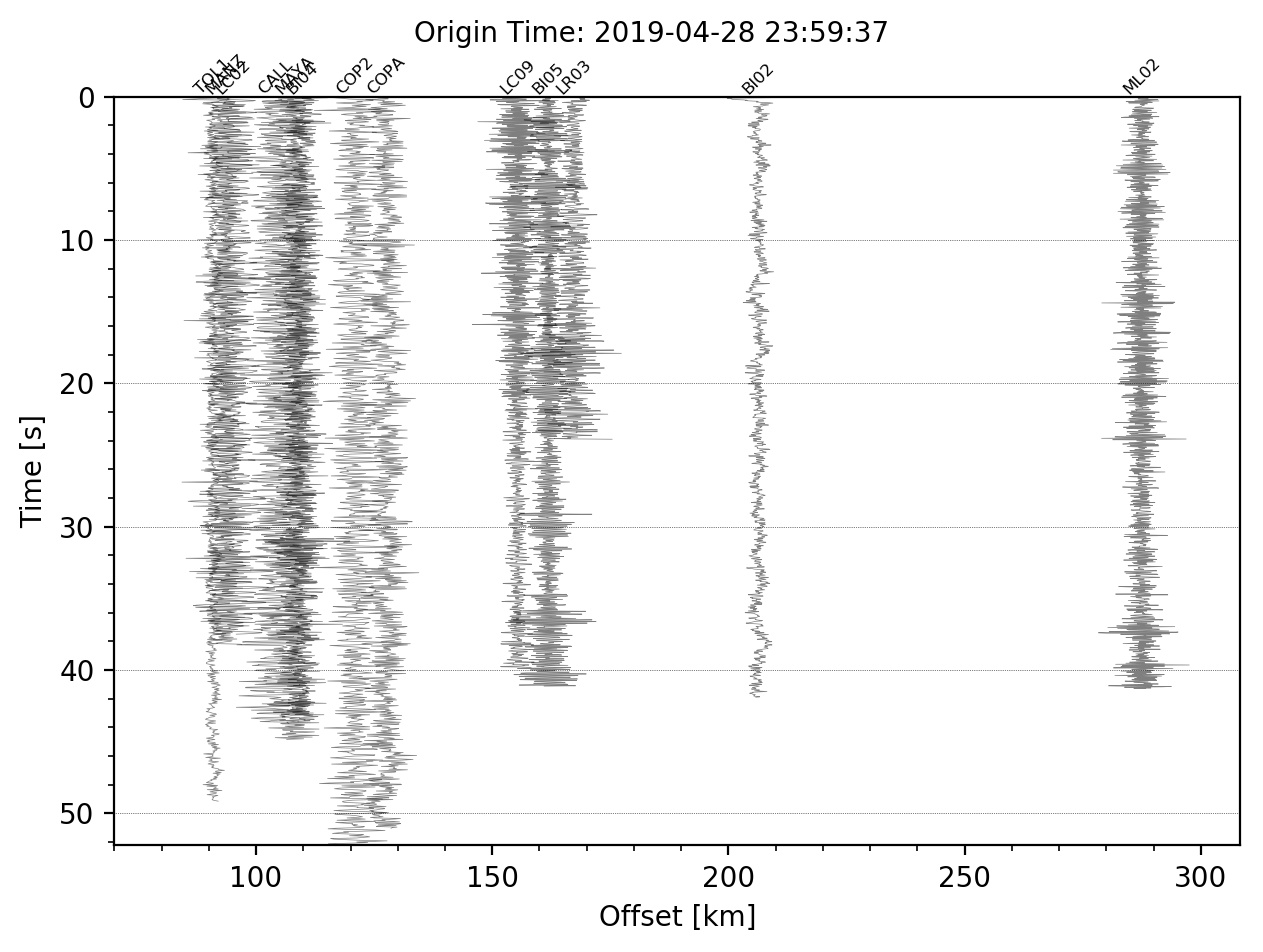 Origin Time: 2019-04-28 23:59:37
TOL1 MANZ LC02 CALL MAYA BI04 COP2 COPA LC09 BI05 LR03 BI02 ML02
0
10
20
30
40
50
Time [s]
100 150 200 250 300
Offset [km]